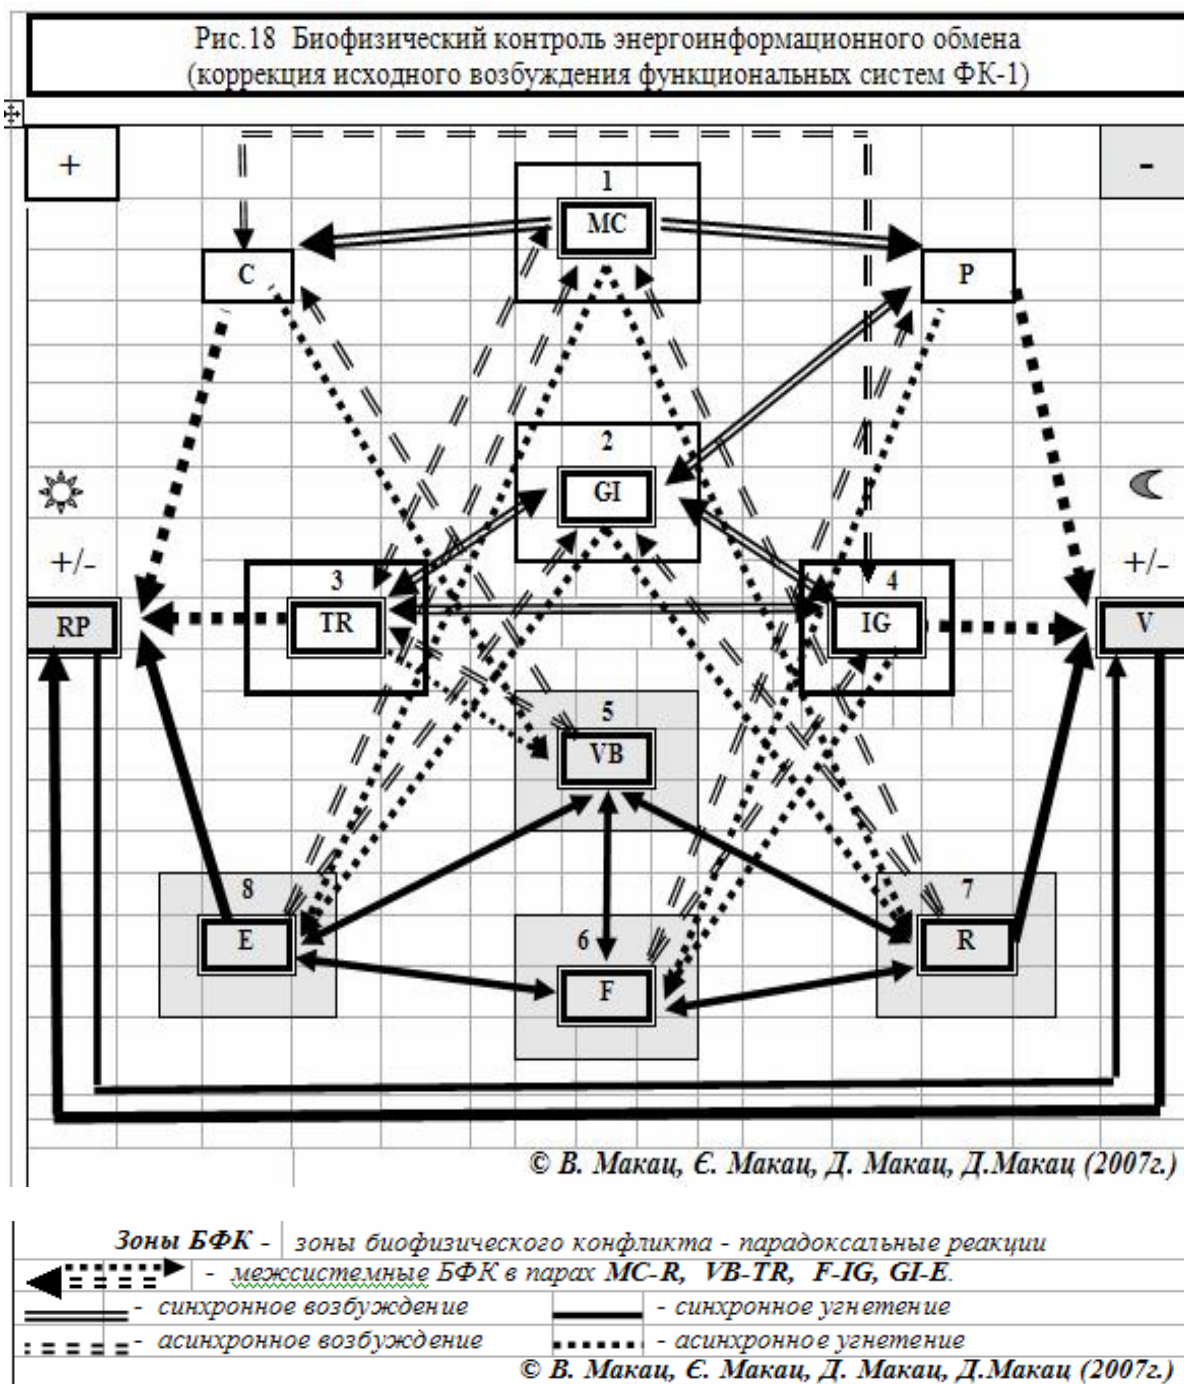 Рис.18 Биофизический контроль энергоинформационного обмена
(коррекция исходного возбуждения функциональных систем ФК-1)
+
-
1
MC
C
P
2
GI
+/-
+/-
3
4
RP
TR
IG
V
5
VB
8
7
E
6
R
F
© В. Макац, Є. Макац, Д. Макац, Д.Макац (2007г.)
Зоны БФК - зоны биофизического конфликта - парадоксальные реакции
- межсистемные БФК в парах MC-R, VB-TR, F-IG, GI-E.
- синхронное возбуждение - синхронное угнетение
- асинхронное возбуждение - асинхронное угнетение
© В. Макац, Є. Макац, Д. Макац, Д.Макац (2007г.)